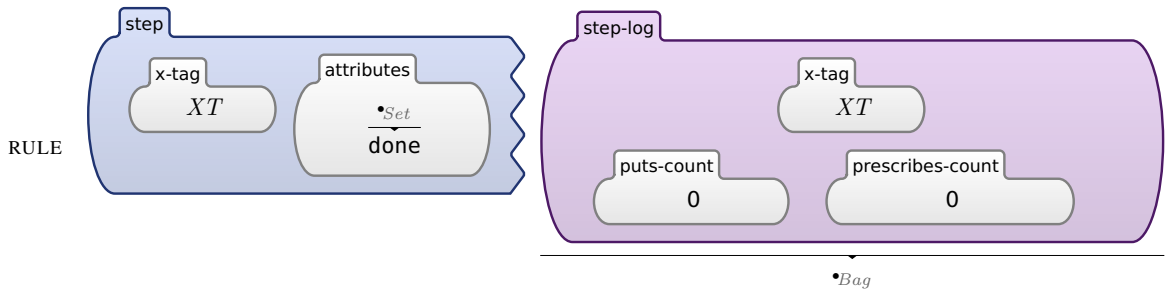 step
step-log
x-tag
attributes
x-tag
XT
•Set
XT
done
RULE
puts-count
prescribes-count
0
0
•Bag